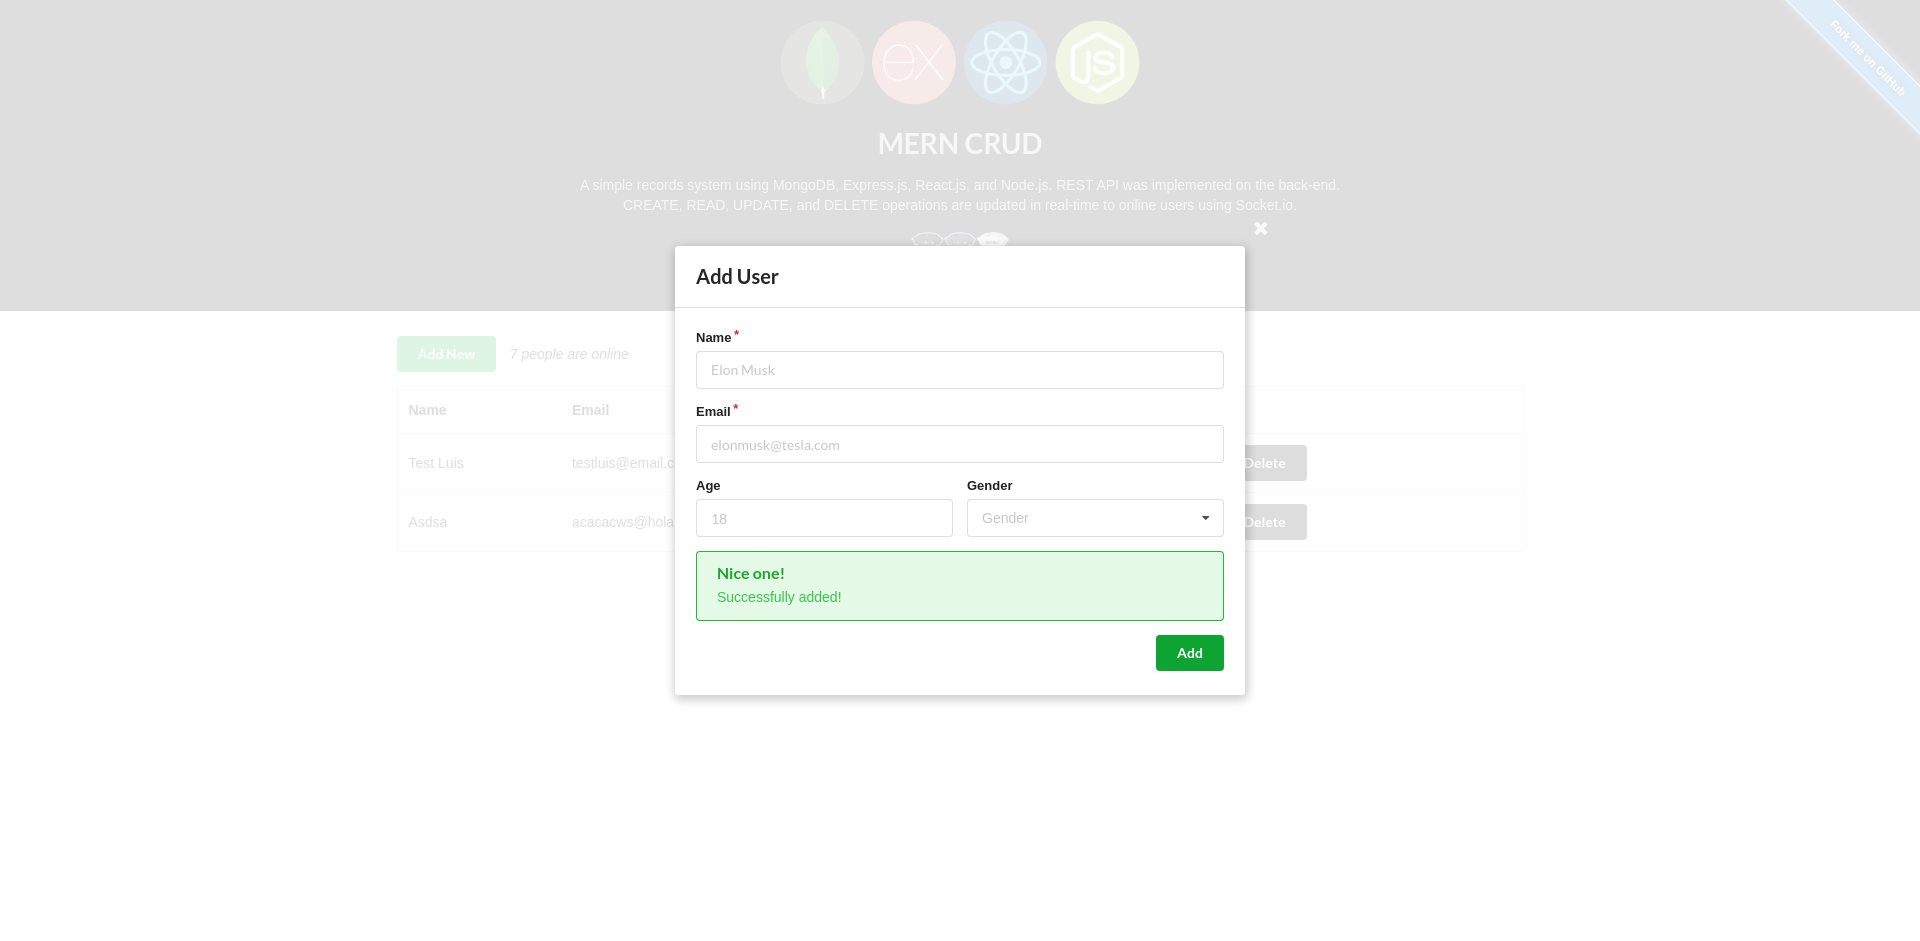 ex
JS
Fork me on GitHub
MERN CRUD
A simple records system using MongoDB, Express.js, React.js, and Node.js. REST API was implemented on the back-end.
CREATE, READ, UPDATE, and DELETE operations are updated in real-time to online users using Socket.io.
Add User
Name *
Elon Musk
Email *
elonmusk@tesla.com
Age Gender
18 Gender
Nice one!
Successfully added!
Add
Add New 7 people are online
Name Email
Test Luis testluis@email.c Delete
Asdsa acacacws@hola Delete